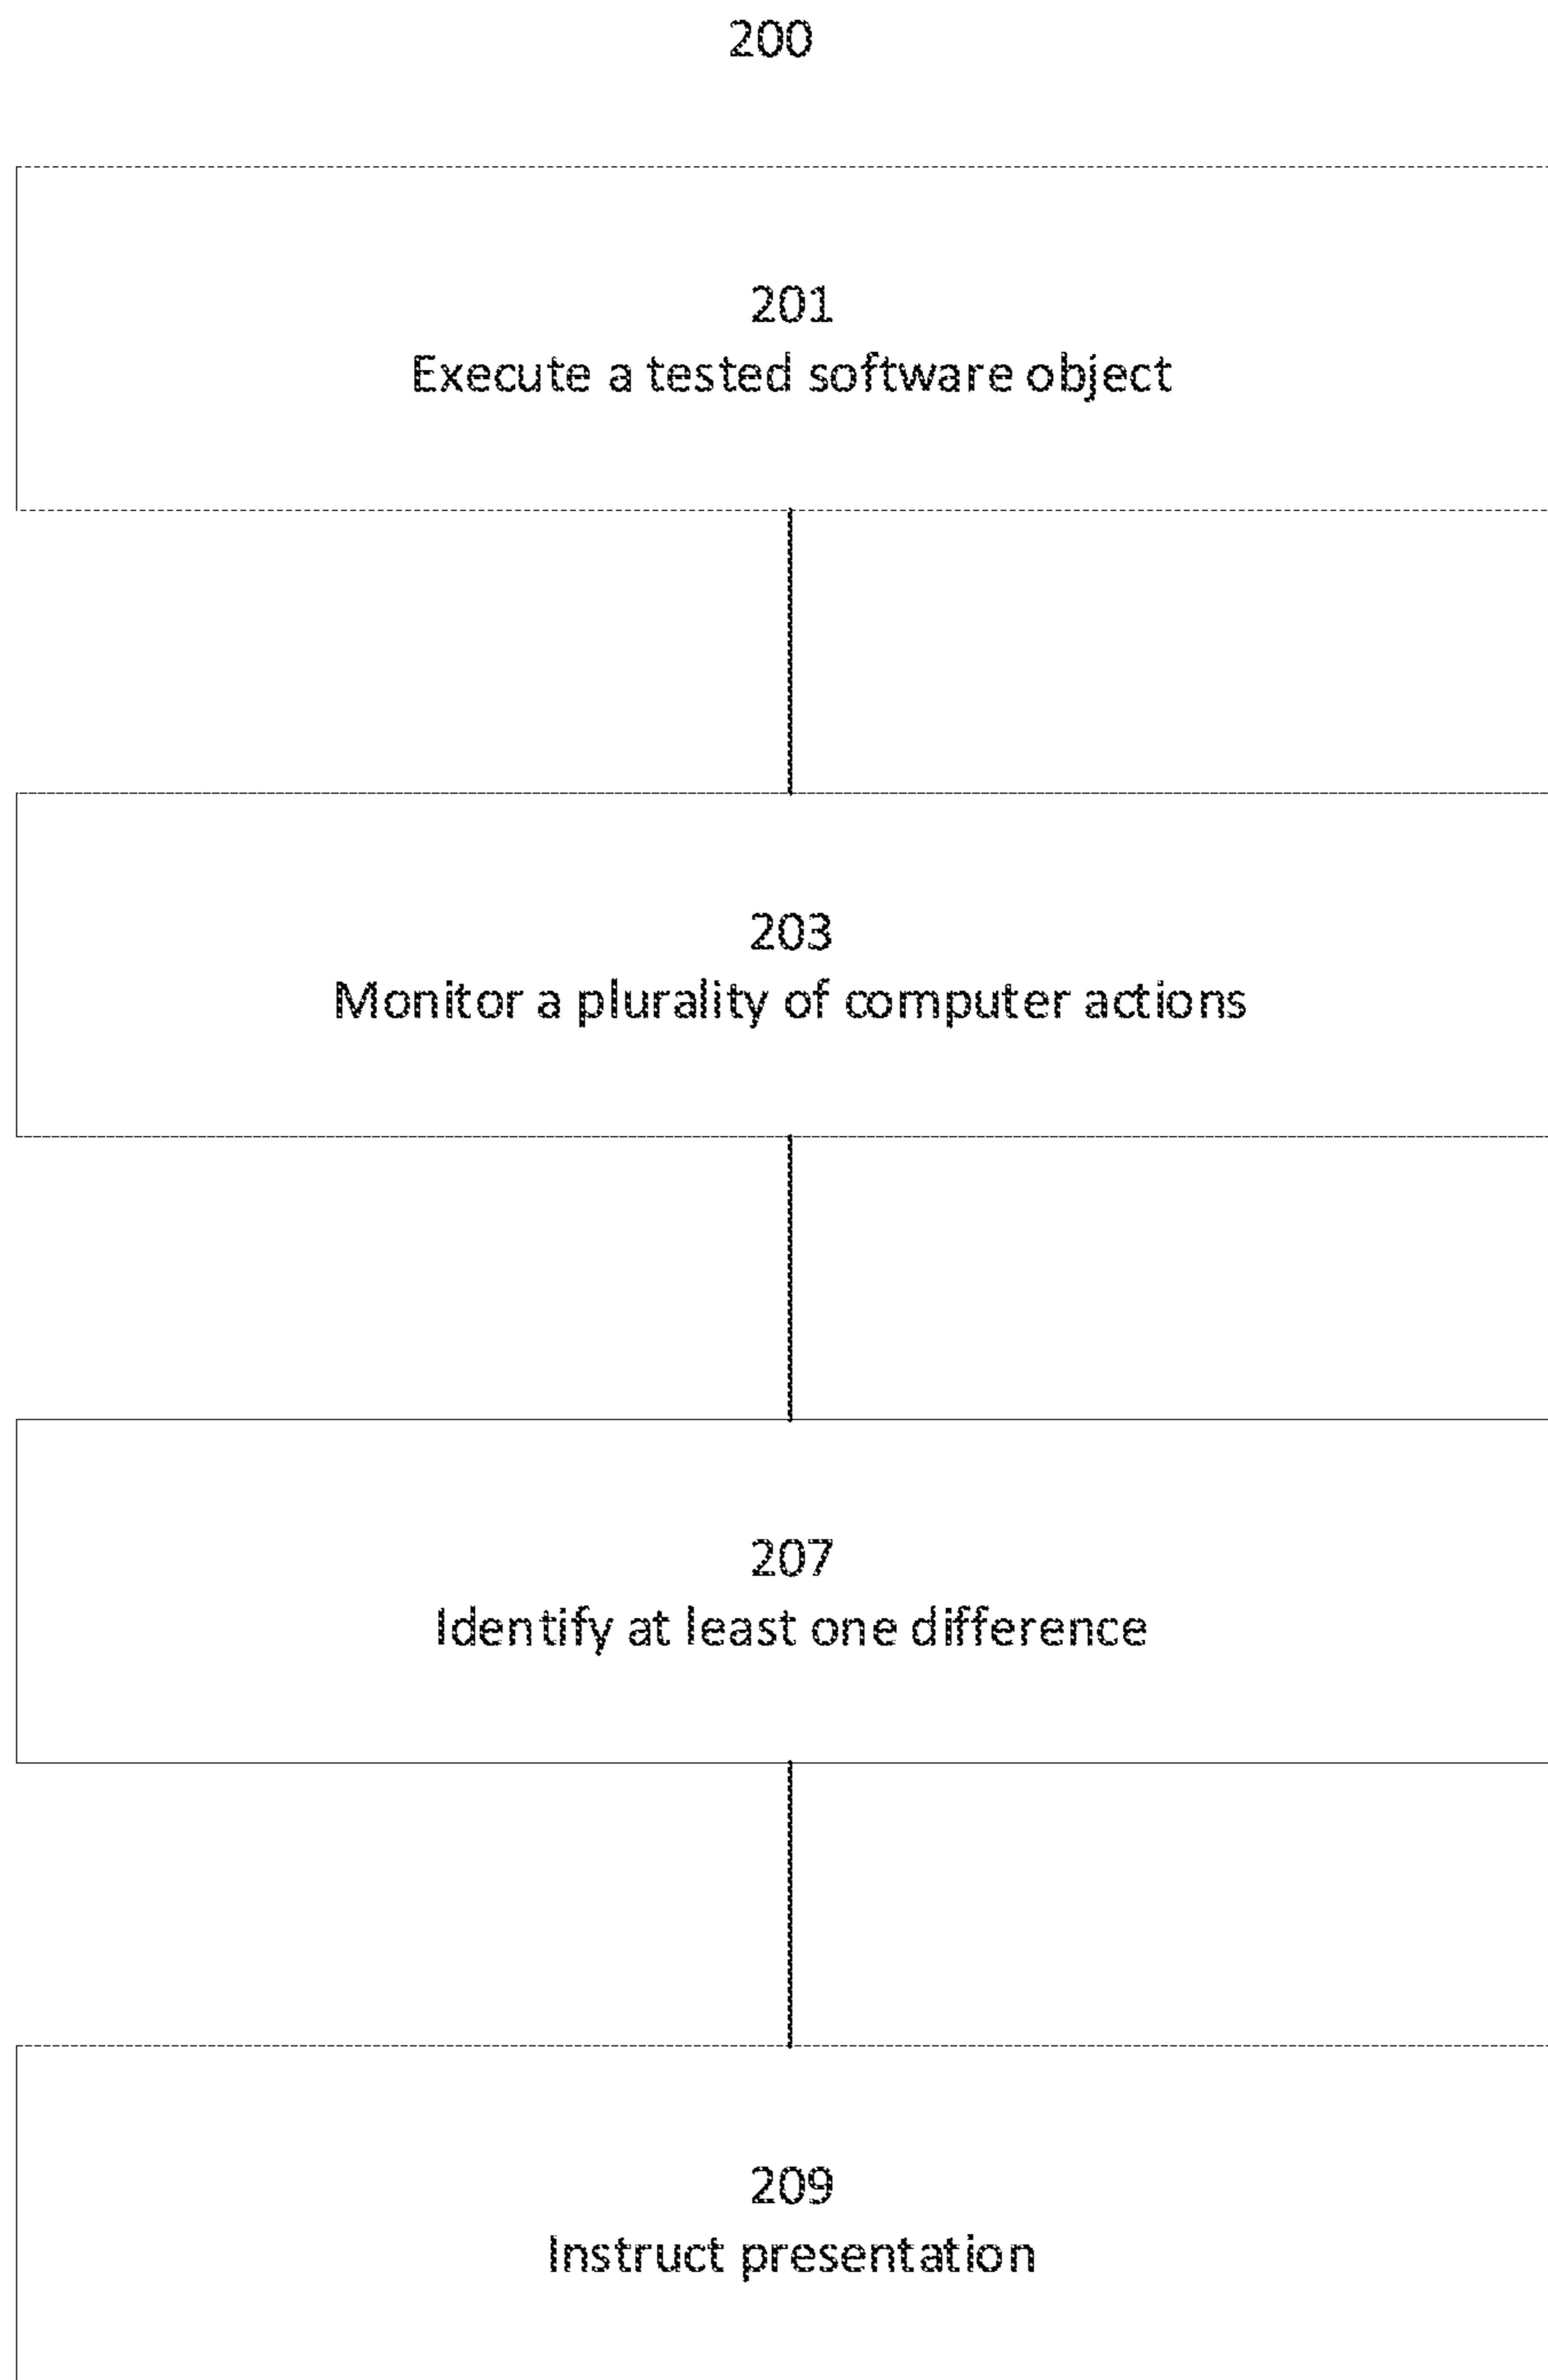 200
201
Execute a tested software object
203
Monitor a plurality of computer actions
207
Identify at least one difference
209
Instruct presentation